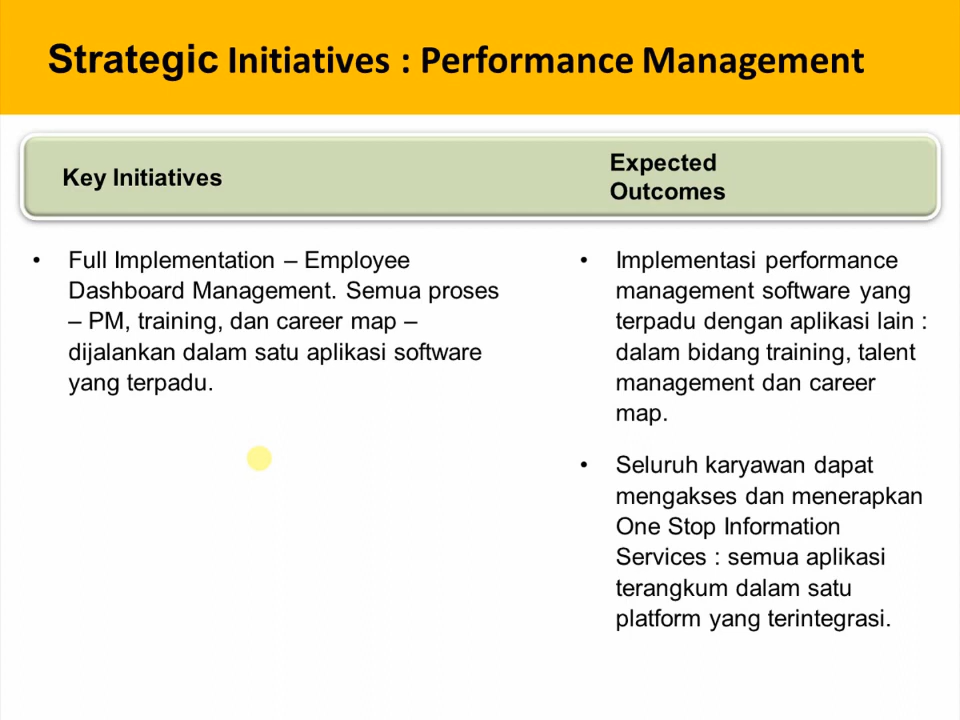 Strategic Initiatives : Performance Management
Key Initiatives
Expected
Outcomes
• Full Implementation – Employee
Dashboard Management. Semua proses
– PM, training, dan career map –
dijalankan dalam satu aplikasi software
yang terpadu.
• Implementasi performance
management software yang
terpadu dengan aplikasi lain :
dalam bidang training, talent
management dan career
map.
• Seluruh karyawan dapat
mengakses dan menerapkan
One Stop Information
Services : semua aplikasi
terangkum dalam satu
platform yang terintegrasi.